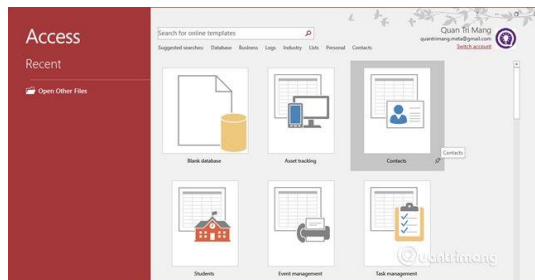 Access
Recent
Open Other Files
Search for online templates
Suggested searches: Database Business Logs Industry Lists Personal Contacts
Quan Tri Mang
quantrimang.meta@gmail.com
Switch account
Blank database
Asset tracking
Contacts
Contacts
Students
Event management
Task management
Quantrimang